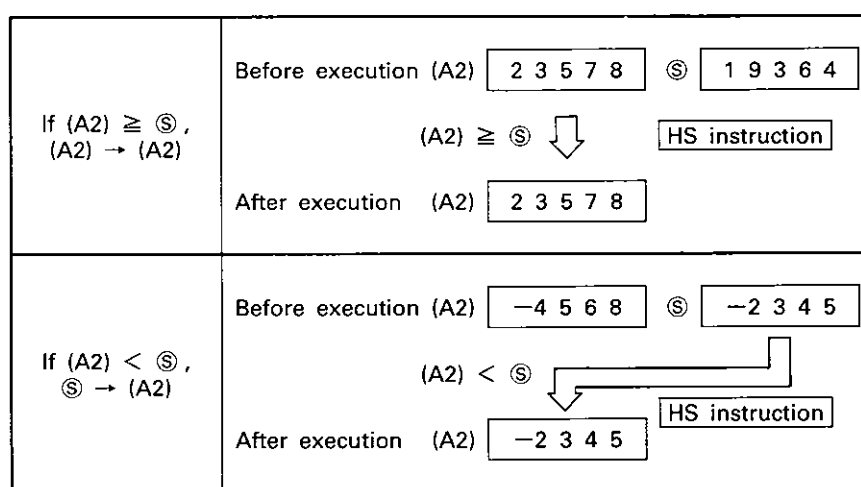 If (A2) ≧ Ⓢ,
(A2) → (A2)
Before execution (A2) 2 3 5 7 8 Ⓢ 1 9 3 6 4
(A2) ≧ Ⓢ HS instruction
After execution (A2) 2 3 5 7 8
If (A2) < Ⓢ,
Ⓢ → (A2)
Before execution (A2) −4 5 6 8 Ⓢ −2 3 4 5
(A2) < Ⓢ
HS instruction
After execution (A2) −2 3 4 5